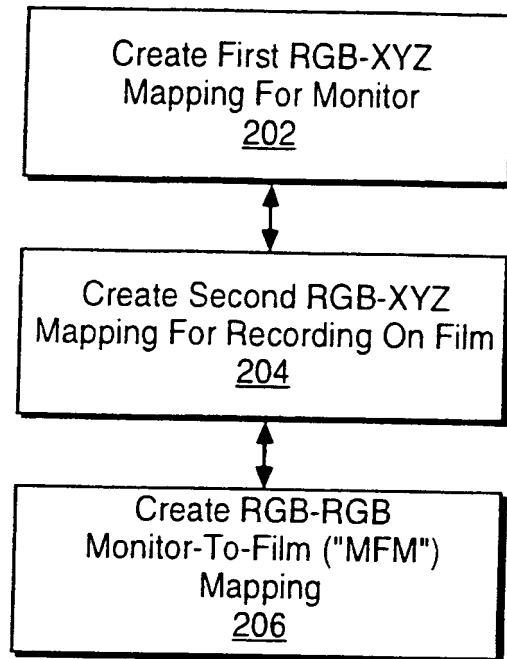 Create First RGB-XYZ
Mapping For Monitor
202
Create Second RGB-XYZ
Mapping For Recording On Film
204
Create RGB-RGB
Monitor-To-Film ("MFM")
Mapping
206